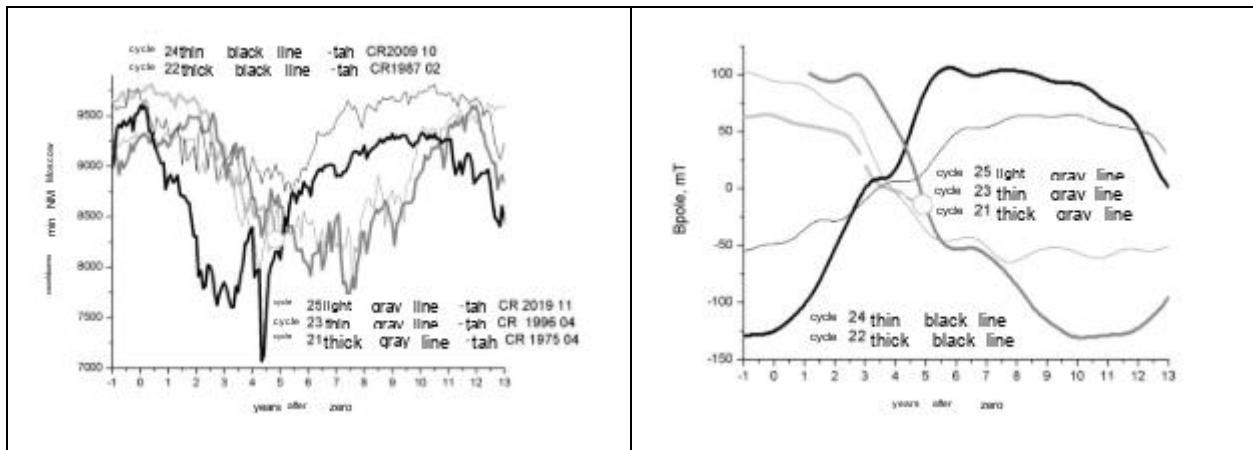 cycle 24 thin black line -tah CR2009 10
cycle 22 thick black line -tah CR1987 02
9500
9000
8500
8000
7500
7000
min NM Moscow
cycle 25 light gray line -tah CR 2019 11
cycle 23 thin gray line -tah CR 1996 04
cycle 21 thick gray line -tah CR 1975 04
-1 0 1 2 3 4 5 6 7 8 9 10 11 12 13
years after zero
100
50
0
-50
-100
-150
Bpole, mT
cycle 25 light gray line
cycle 23 thin gray line
cycle 21 thick gray line
cycle 24 thin black line
cycle 22 thick black line
-1 0 1 2 3 4 5 6 7 8 9 10 11 12 13
years after zero